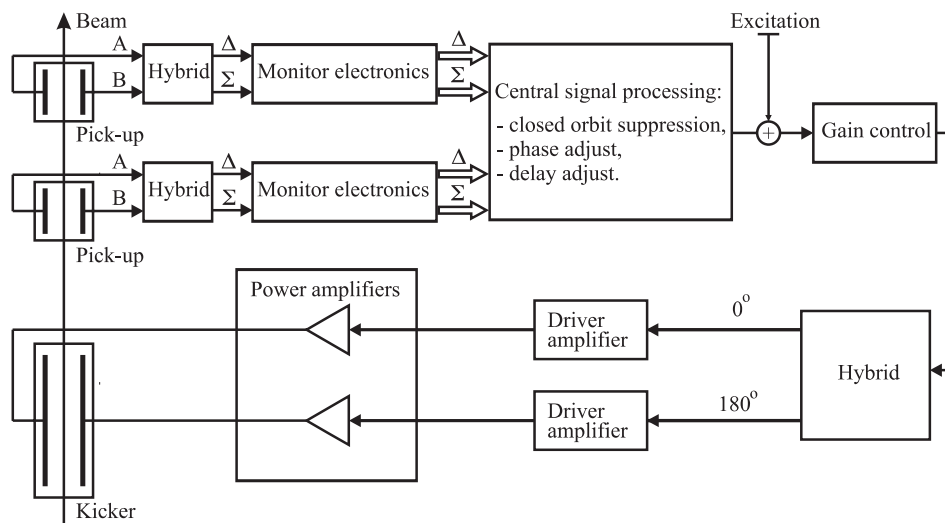 Beam
Excitation
A
Δ
Δ
Hybrid
Monitor electronics
B
Σ
Σ
Pick-up
Central signal processing:
- closed orbit suppression,
- phase adjust,
- delay adjust.
+
Gain control
A
Δ
Δ
Hybrid
Monitor electronics
B
Σ
Σ
Pick-up
Power amplifiers
Driver
amplifier
0°
Hybrid
Driver
amplifier
180°
Kicker